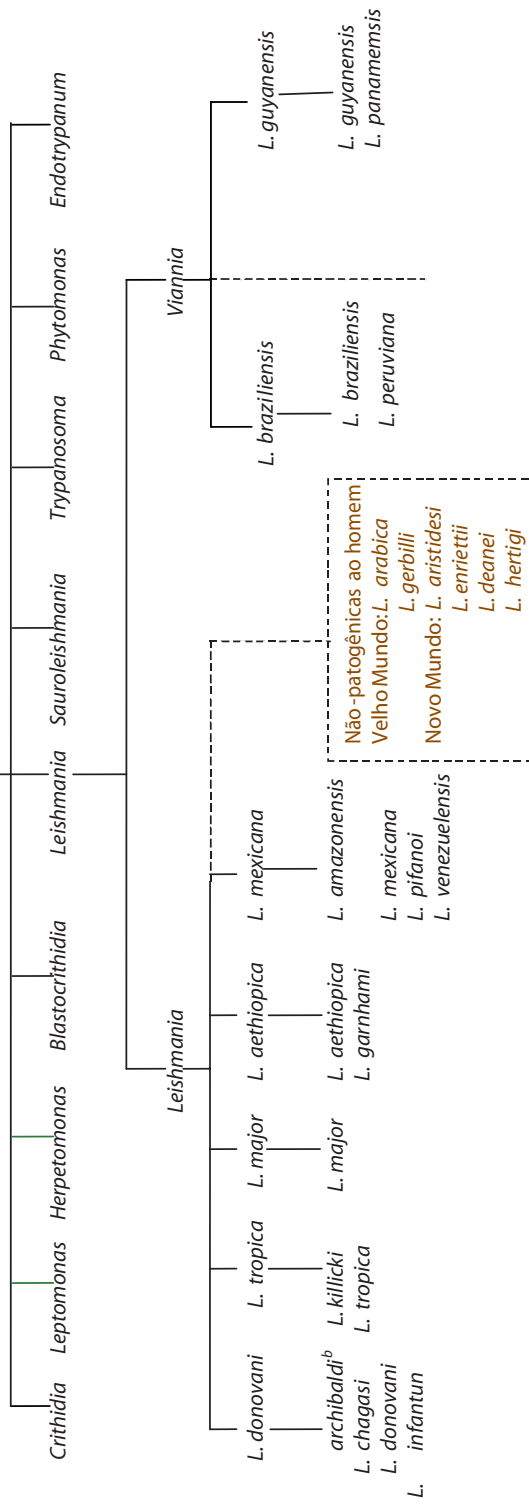 Crithidia Leptomonas Herpetomonas Blastocrithidia Leishmania Sauroleishmania Trypanosoma Phytomonas Endotrypanum
Leishmania Viannia
L. donovani L. tropica L. major L. aethiopica L. mexicana L. braziliensis L. guyanensis
archibaldiᵇ
L. chagasi
L. donovani
L. infantun
L. killicki
L. tropica
L. major
L. aethiopica
L. garnhami
L. amazonensis
L. mexicana
L. pifanoi
L. venezuelensis
Não-patogênicas ao homem
Velho Mundo: L. arabica
L. gerbilli
Novo Mundo: L. aristidesi
L. enriettii
L. deanei
L. hertigi
L. braziliensis
L. peruviana
L. guyanensis
L. panamemsis